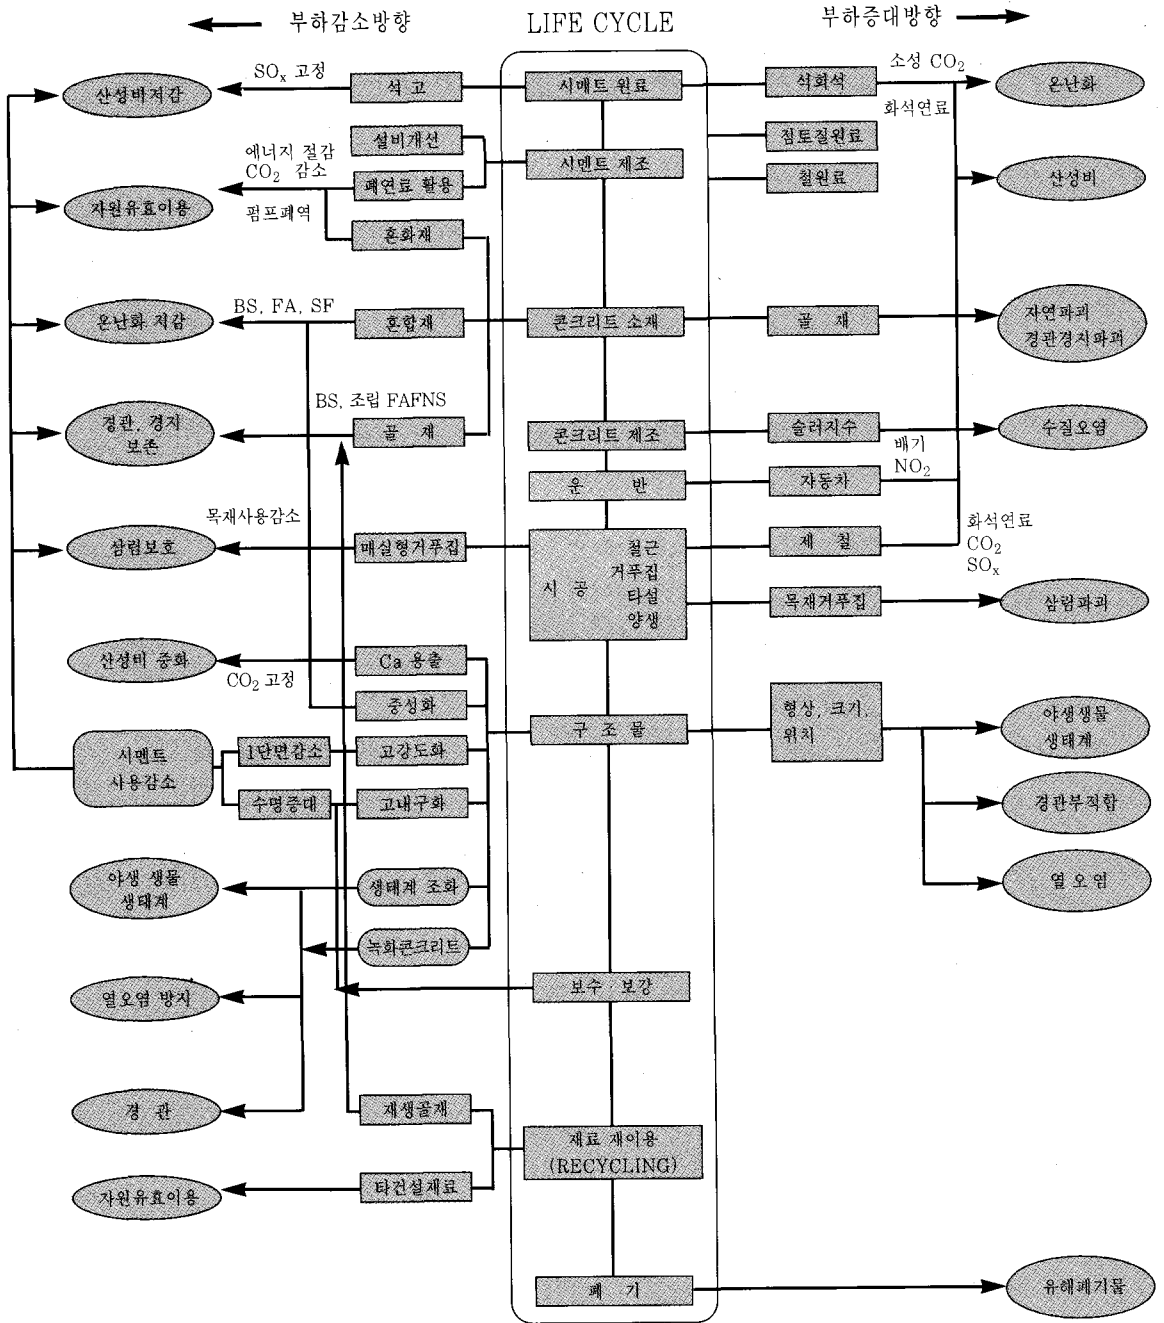 부하감소방향 LIFE CYCLE 부하증대방향
산성비저감 SOx 고정 석 고 시매트 원료 석회석 소성 CO2 온난화
화석연료
설비개선 점토질원료
에너지 절감
CO2 감소 시멘트 제조
폐연료 활용 철원료 산성비
자원유효이용 펌프폐역
혼화재
온난화 저감 BS, FA, SF 혼합재 콘크리트 소재 골 재 자연파괴
경관경지파괴
BS, 조립 FAFNS
경관, 경지
보존
골 재 콘크리트 제조 슬러지수 수질오염
배기
NO2
운 반 자동차
목재사용감소
삼림보호 매실형거푸집 시 공 철근
거푸집
타설
양생
제 철 화석연료
CO2
SOx
목재거푸집 삼림파괴
산성비 중화 CO2 고정 Ca 용출
중성화 구 조 물 형상, 크기,
위치
야생생물
생태계
시멘트
사용감소
1단면감소 고강도화
수명증대 고내구화 경관부적합
야생 생물
생태계
생태계 조화 열 오 염
녹화콘크리트
열오염 방지 보수 보강
경 관 재생골재 재료 재이용
(RECYCLING)
자원유효이용 타건설재료
폐 기 유해폐기물